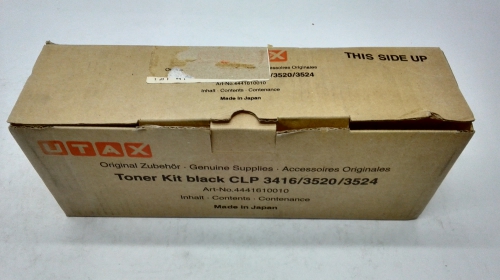 UTAX
THIS SIDE UP
Accessoires Originales
/3520/3524
Art-No.4441610010
Inhalt · Contents · Contenance
Made in Japan
UTAX
Original Zubehör · Genuine Supplies · Accessoires Originales
Toner Kit black CLP 3416/3520/3524
Art-No.4441610010
Inhalt · Contents · Contenance
Made in Japan